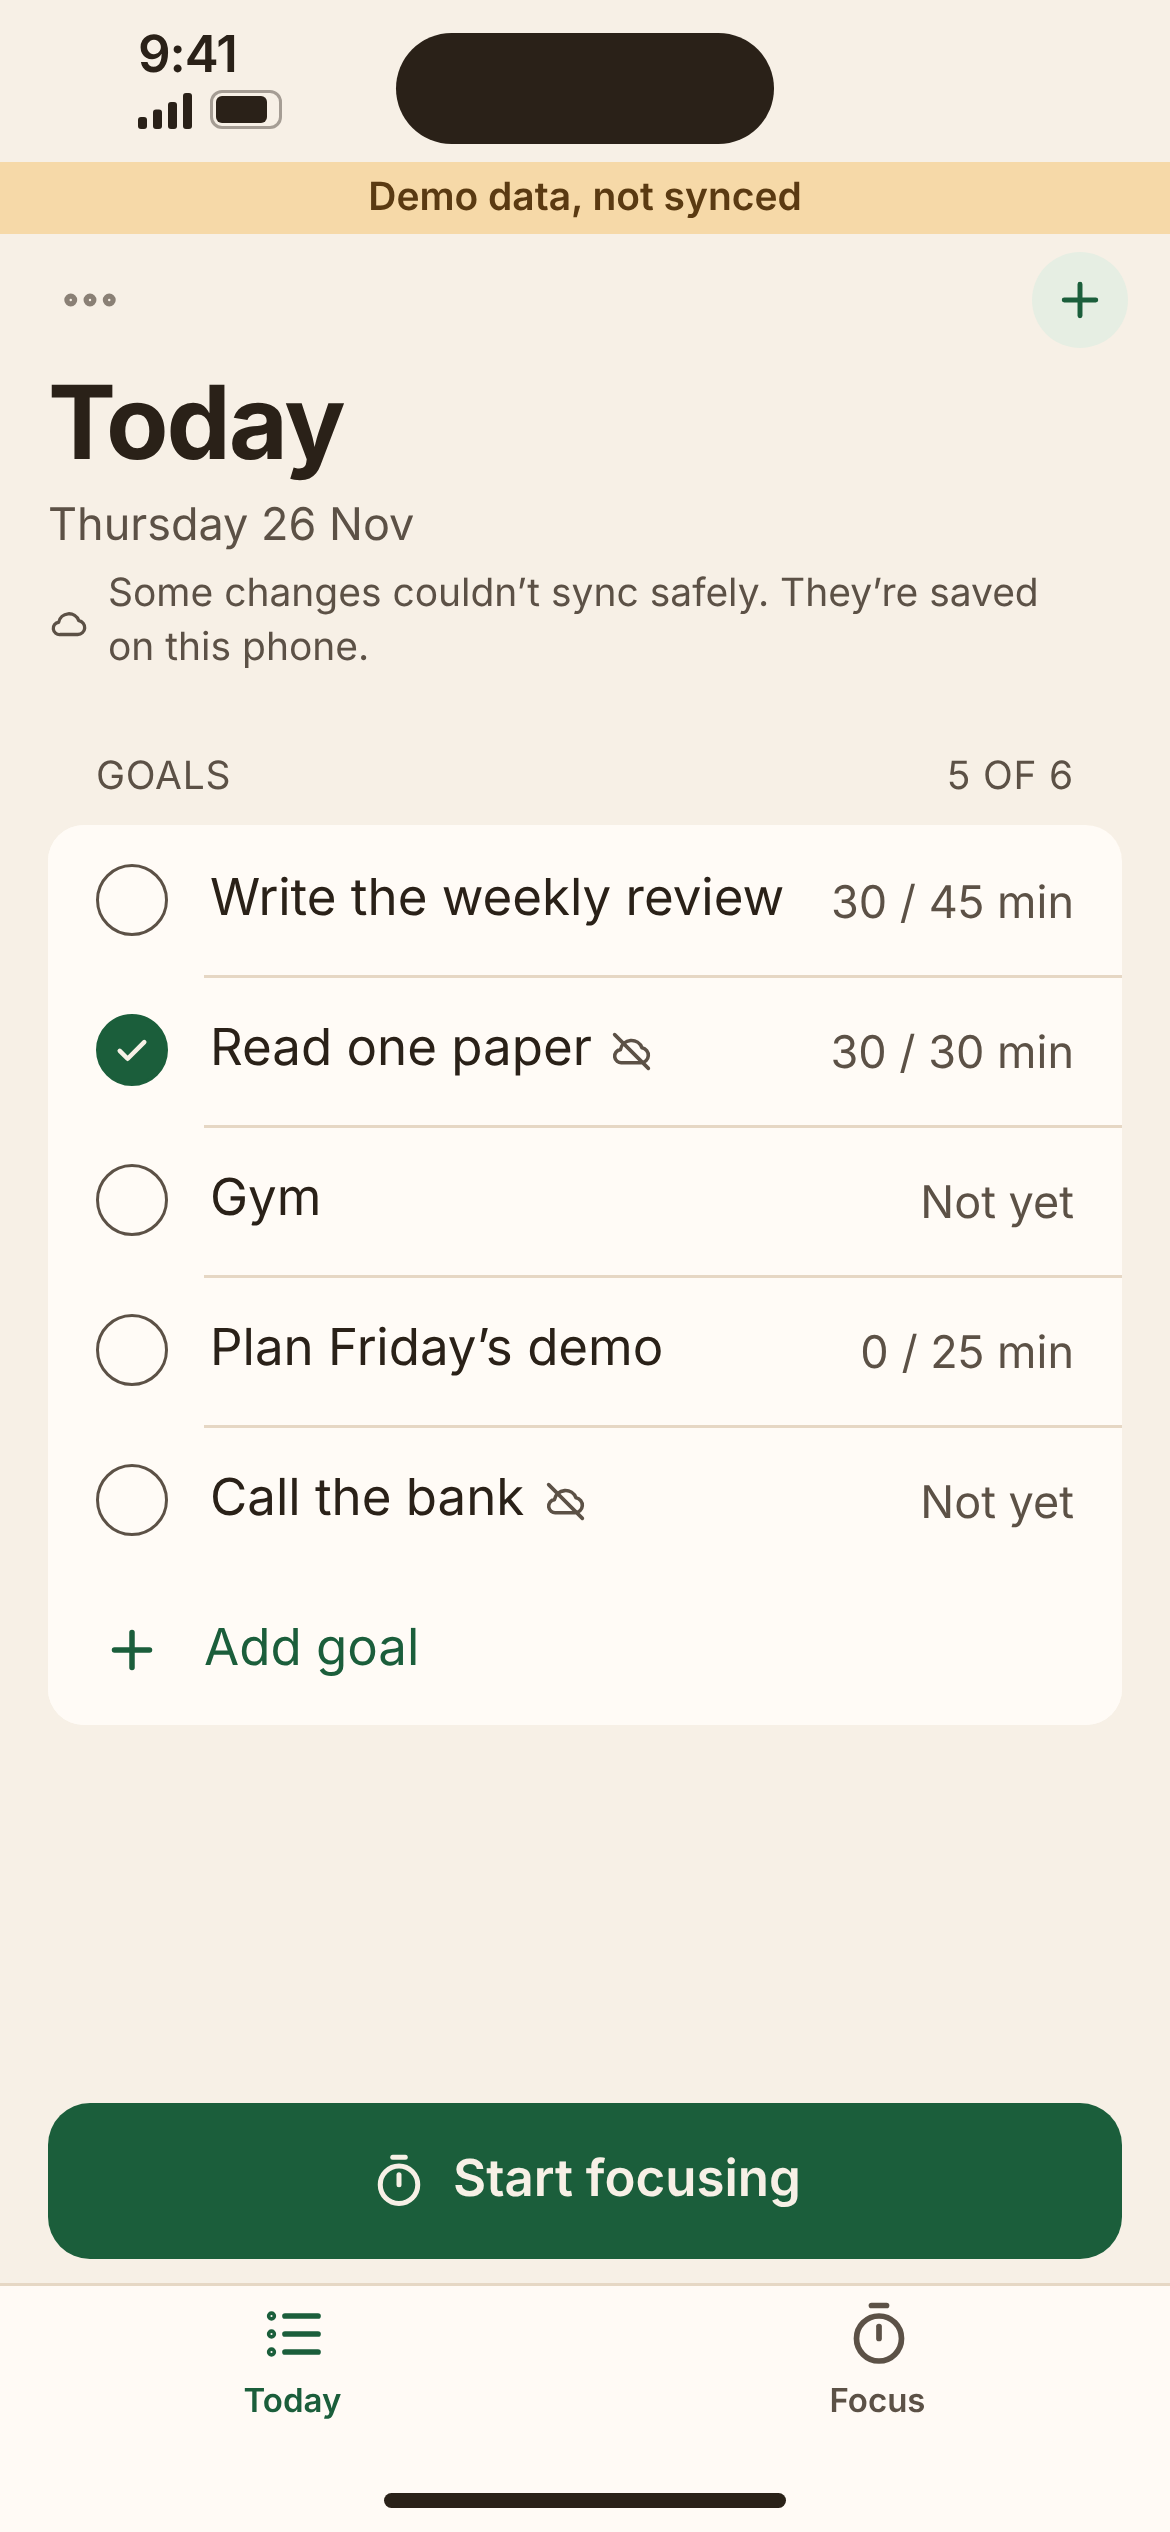 9:41
Demo data, not synced
Today
Thursday 26 Nov
Some changes couldn’t sync safely. They’re saved
on this phone.
GOALS 5 OF 6
Write the weekly review 30 / 45 min
Read one paper 30 / 30 min
Gym Not yet
Plan Friday’s demo 0 / 25 min
Call the bank Not yet
Add goal
Start focusing
Today Focus